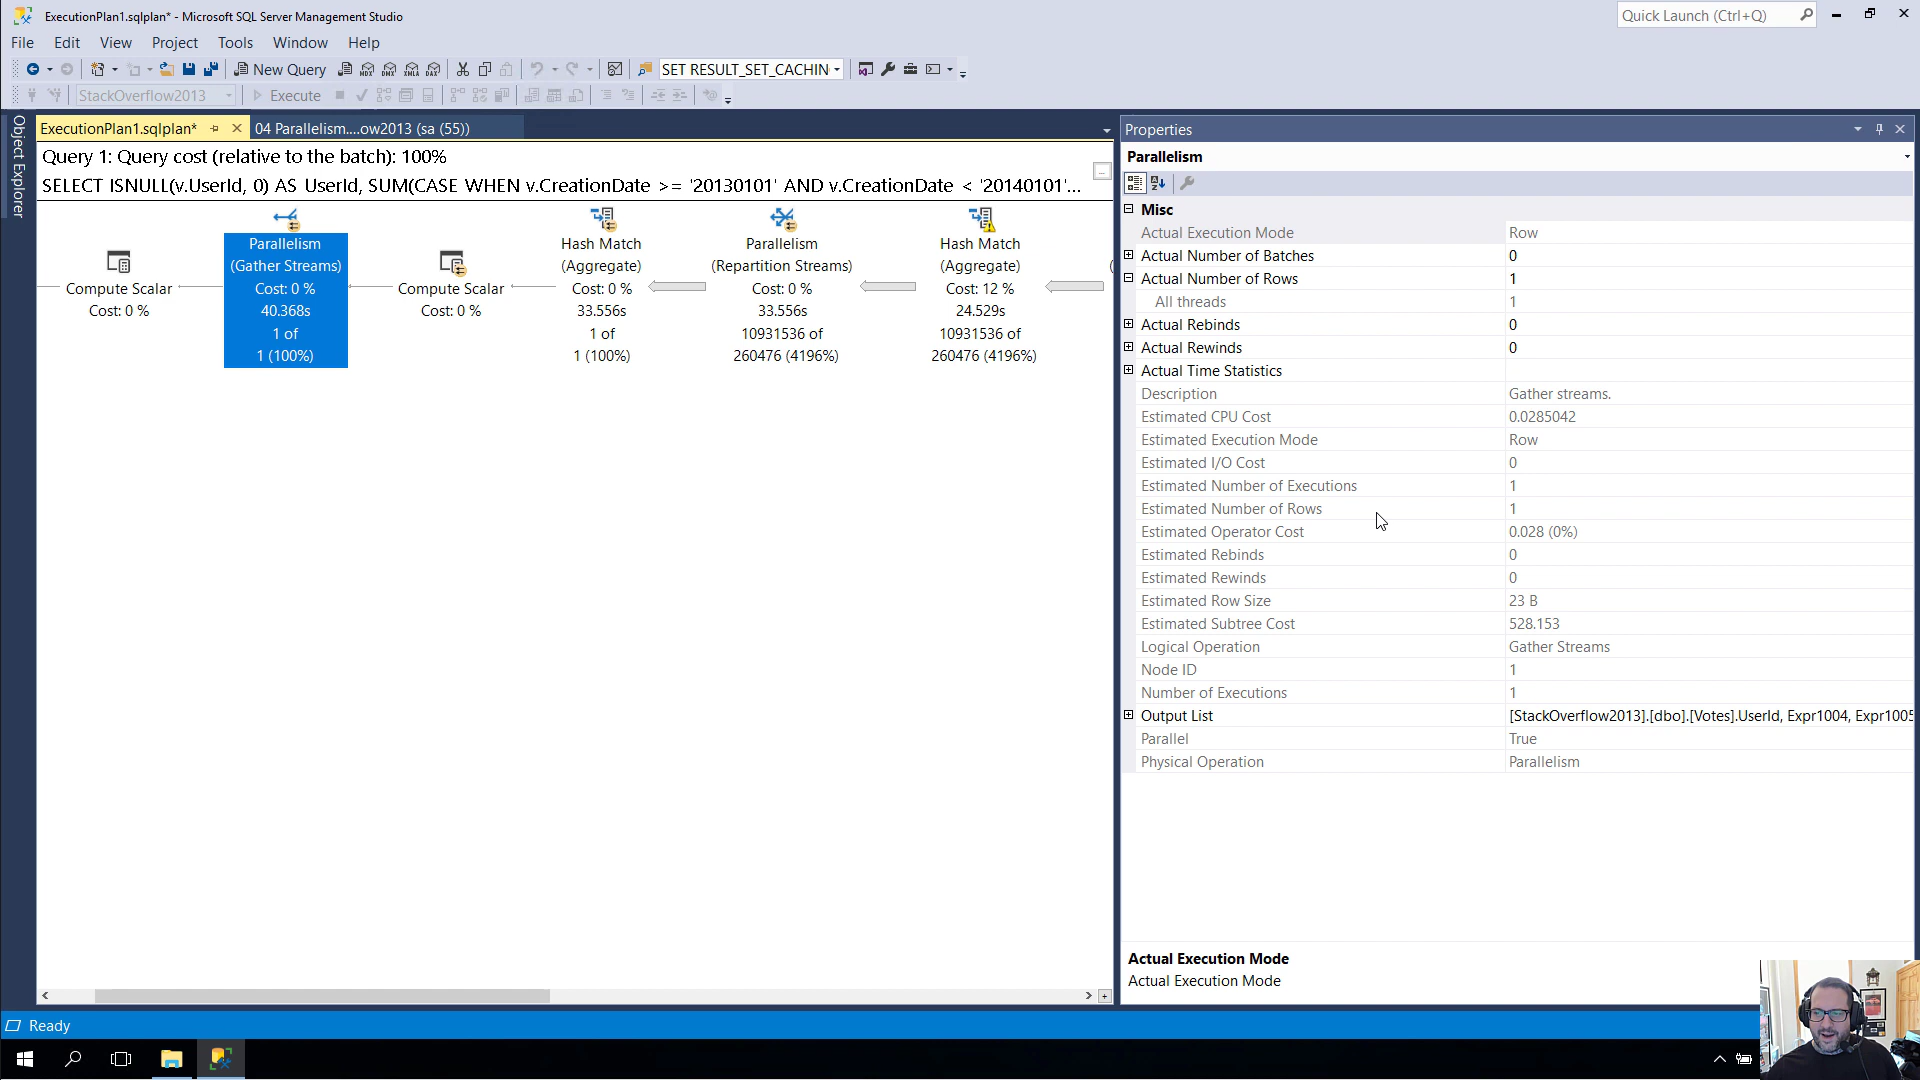 ExecutionPlan1.sqlplan* - Microsoft SQL Server Management Studio
Quick Launch (Ctrl+Q)
File Edit View Project Tools Window Help
New Query
MDX DMX XMLA DAX
SET RESULT_SET_CACHIN
StackOverflow2013
Execute
Object Explorer
ExecutionPlan1.sqlplan*
04 Parallelism....ow2013 (sa (55))
Query 1: Query cost (relative to the batch): 100%
SELECT ISNULL(v.UserId, 0) AS UserId, SUM(CASE WHEN v.CreationDate >= '20130101' AND v.CreationDate < '20140101'...
...
Compute Scalar
Cost: 0 %
Parallelism
(Gather Streams)
Cost: 0 %
40.368s
1 of
1 (100%)
Compute Scalar
Cost: 0 %
Hash Match
(Aggregate)
Cost: 0 %
33.556s
1 of
1 (100%)
Parallelism
(Repartition Streams)
Cost: 0 %
33.556s
10931536 of
260476 (4196%)
Hash Match
(Aggregate)
Cost: 12 %
24.529s
10931536 of
260476 (4196%)
(
Properties
Parallelism
Misc
Actual Execution Mode Row
Actual Number of Batches 0
Actual Number of Rows 1
All threads 1
Actual Rebinds 0
Actual Rewinds 0
Actual Time Statistics
Description Gather streams.
Estimated CPU Cost 0.0285042
Estimated Execution Mode Row
Estimated I/O Cost 0
Estimated Number of Executions 1
Estimated Number of Rows 1
Estimated Operator Cost 0.028 (0%)
Estimated Rebinds 0
Estimated Rewinds 0
Estimated Row Size 23 B
Estimated Subtree Cost 528.153
Logical Operation Gather Streams
Node ID 1
Number of Executions 1
Output List [StackOverflow2013].[dbo].[Votes].UserId, Expr1004, Expr1005
Parallel True
Physical Operation Parallelism
Actual Execution Mode
Actual Execution Mode
Ready